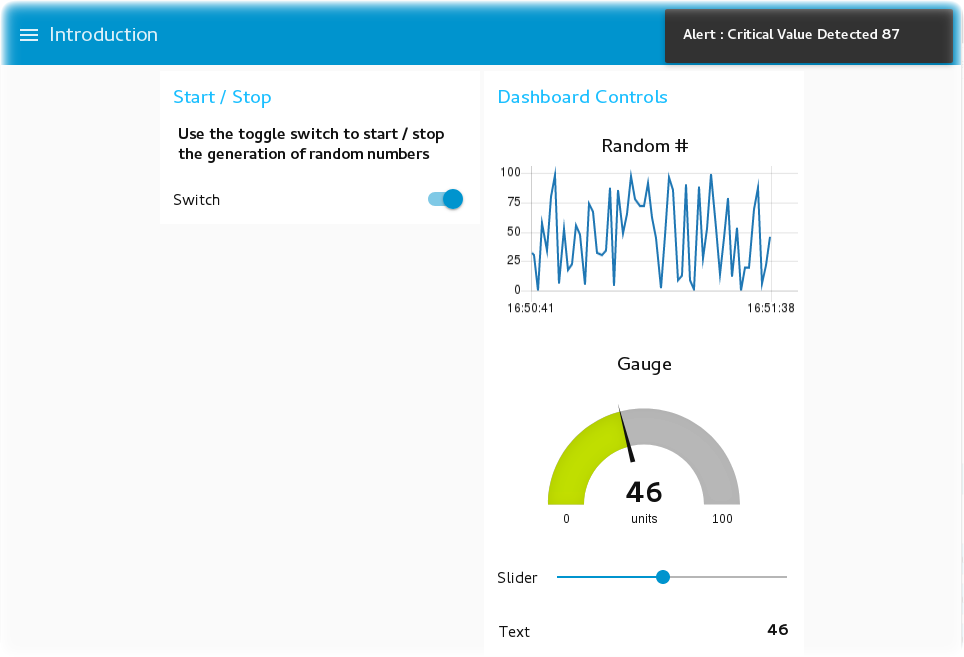 Introduction
Alert : Critical Value Detected 87
Start / Stop
Use the toggle switch to start / stop
the generation of random numbers
Switch
Dashboard Controls
Random #
100
75
50
25
0
16:50:41
16:51:38
Gauge
46
0
units
100
Slider
Text
46